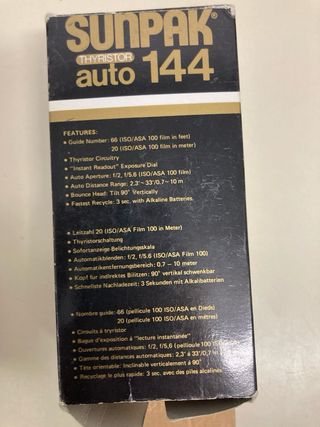 SUNPAK®
THYRISTOR
auto 144
FEATURES:
• Guide Number: 66 (ISO/ASA 100 film in feet)
20 (ISO/ASA 100 film in meter)
• Thyristor Circuitry
• "Instant Readout" Exposure Dial
• Auto Aperture: f/2, f/5.6 (ISO/ASA 100 film)
• Auto Distance Range: 2.3'~33'/0.7~10 m
• Bounce Head: Tilt 90° Vertically
• Fastest Recycle: 3 sec. with Alkaline Batteries.
• Leitzahl 20 (ISO/ASA Film 100 in Meter)
• Thyristorschaltung
• Sofortanzeige Belichtungsskala
• Automatikblenden: f/2, f/5.6 (ISO/ASA Film 100)
• Automatikentfernungsbereich: 0,7 – 10 meter
• Kopf für indirektes Blitzen: 90° vertikal schwenkbar
• Schnellste Nachladezeit: 3 Sekunden mit Alkalibatterien
• Nombre guide: 66 (pellicule 100 ISO/ASA en Dieds)
20 (pellicule 100 ISO/ASA en mètres)
• Circuits à tryristor
• Bague d'exposition à "lecture instantanée"
• Ouvertures automatiques: f/2, f/5,6 (pellioule 100 ISO/ASA)
• Gamme des distances automatiques: 2,3' à 33'/0,7 m
• Tête orientable: Inclinable verticalement à 90°
• Recyclage le plus rapide: 3 sec, avec des piles alcalines